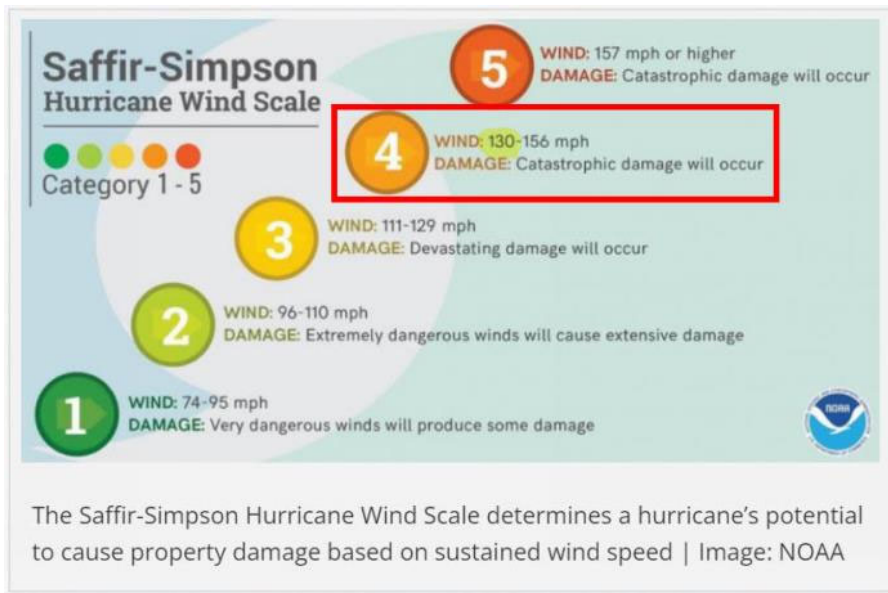 Saffir-Simpson
Hurricane Wind Scale
Category 1 - 5
5
WIND: 157 mph or higher
DAMAGE: Catastrophic damage will occur
4
WIND: 130-156 mph
DAMAGE: Catastrophic damage will occur
3
WIND: 111-129 mph
DAMAGE: Devastating damage will occur
2
WIND: 96-110 mph
DAMAGE: Extremely dangerous winds will cause extensive damage
1
WIND: 74-95 mph
DAMAGE: Very dangerous winds will produce some damage
NOAA
The Saffir-Simpson Hurricane Wind Scale determines a hurricane’s potential
to cause property damage based on sustained wind speed | Image: NOAA